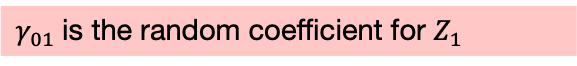 γ₀₁ is the random coefficient for Z₁